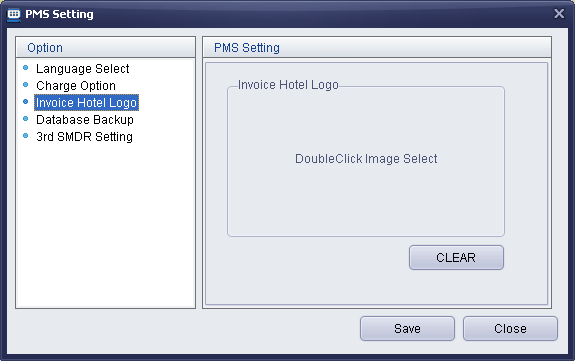 PMS Setting
Option
Language Select
Charge Option
Invoice Hotel Logo
Database Backup
3rd SMDR Setting
PMS Setting
Invoice Hotel Logo
DoubleClick Image Select
CLEAR
Save
Close